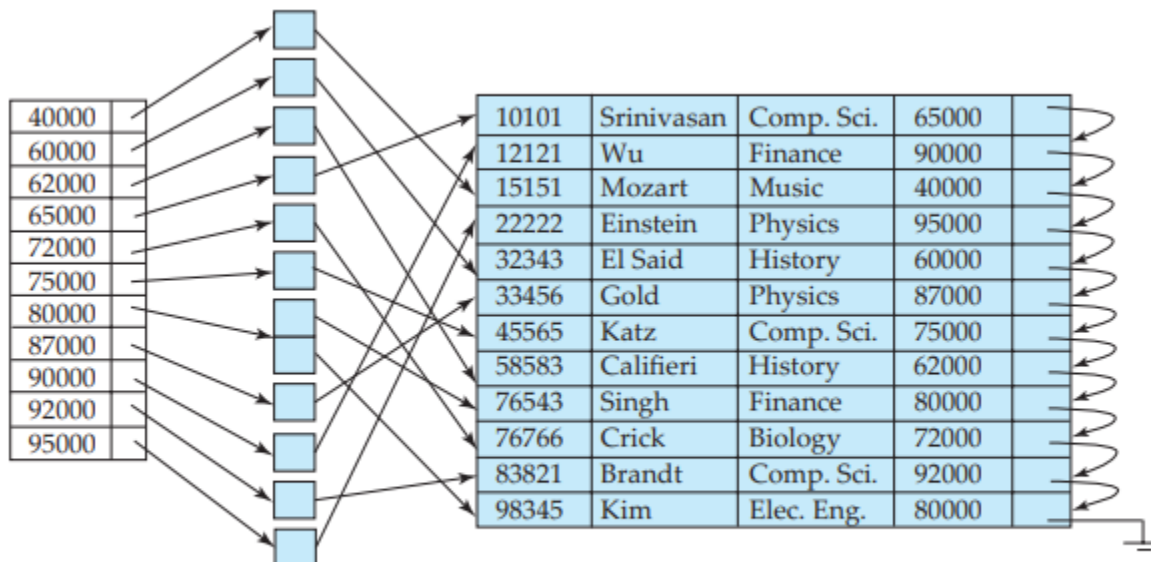 40000
60000
62000
65000
72000
75000
80000
87000
90000
92000
95000
10101 Srinivasan Comp. Sci. 65000
12121 Wu Finance 90000
15151 Mozart Music 40000
22222 Einstein Physics 95000
32343 El Said History 60000
33456 Gold Physics 87000
45565 Katz Comp. Sci. 75000
58583 Califieri History 62000
76543 Singh Finance 80000
76766 Crick Biology 72000
83821 Brandt Comp. Sci. 92000
98345 Kim Elec. Eng. 80000